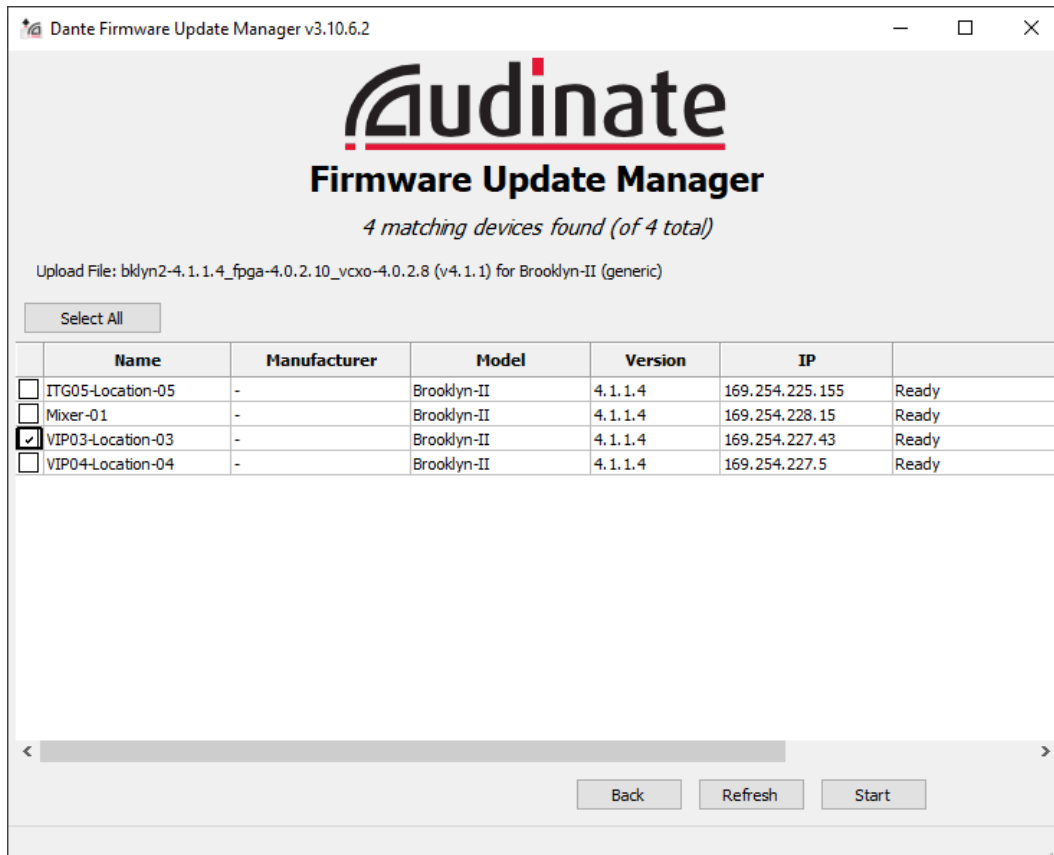 Dante Firmware Update Manager v3.10.6.2
Audinate
Firmware Update Manager
4 matching devices found (of 4 total)
Upload File: bklyn2-4.1.1.4_fpga-4.0.2.10_vcxo-4.0.2.8 (v4.1.1) for Brooklyn-II (generic)
Select All
Name Manufacturer Model Version IP
ITG05-Location-05 - Brooklyn-II 4.1.1.4 169.254.225.155 Ready
Mixer-01 - Brooklyn-II 4.1.1.4 169.254.228.15 Ready
VIP03-Location-03 - Brooklyn-II 4.1.1.4 169.254.227.43 Ready
VIP04-Location-04 - Brooklyn-II 4.1.1.4 169.254.227.5 Ready
Back Refresh Start